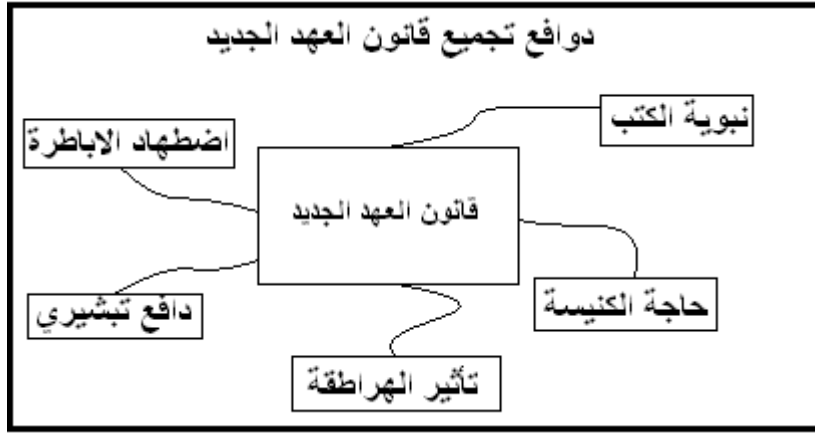 دوافع تجميع قانون العهد الجديد
نبوية الكتب
اضطهاد الاباطرة
قانون العهد الجديد
حاجة الكنيسة
دافع تبشيري
تأثير الهراطقة